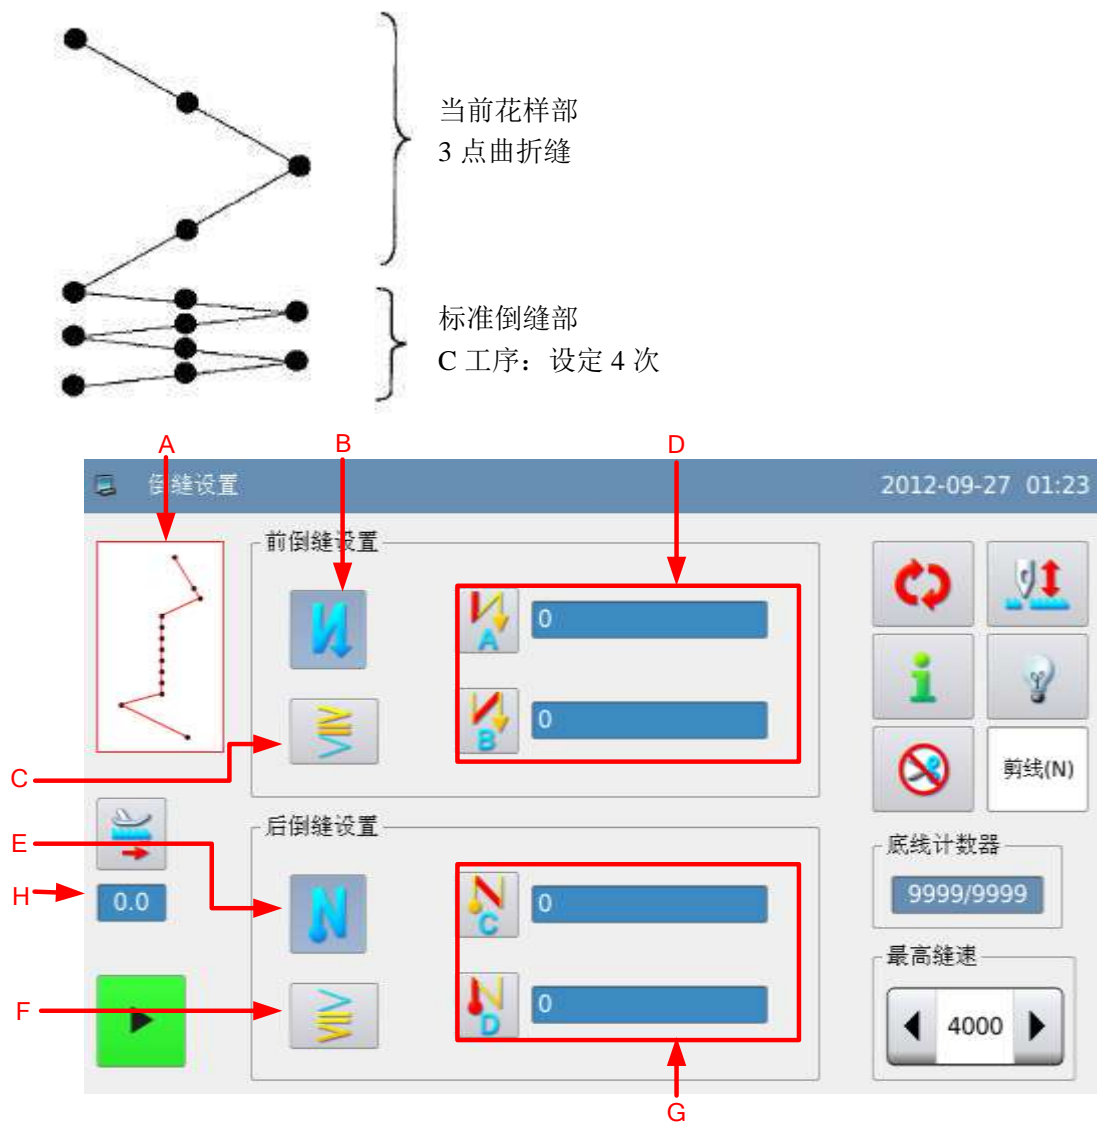 当前花样部
3 点曲折缝
标准倒缝部
C 工序：设定 4 次
A
B
D
倒缝设置
2012-09-27 01:23
前倒缝设置
A
0
B
0
C
剪线(N)
E
后倒缝设置
底线计数器
H
0.0
C
0
9999/9999
最高缝速
F
D
0
4000
G